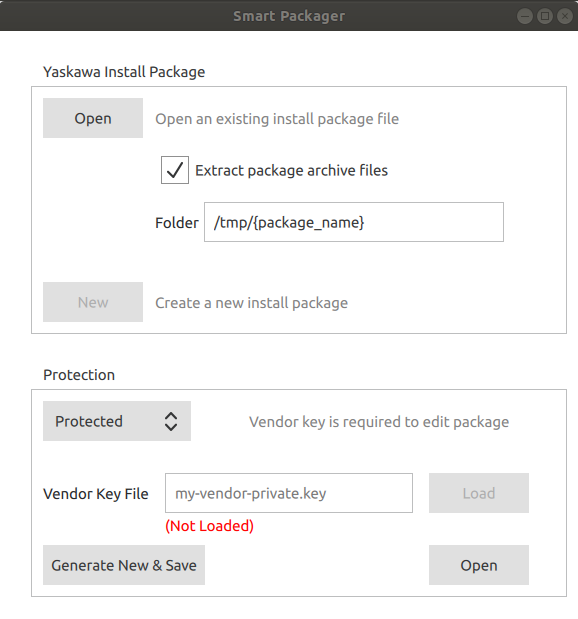 Smart Packager
Yaskawa Install Package
Open Open an existing install package file
Extract package archive files
Folder /tmp/{package_name}
New Create a new install package
Protection
Protected Vendor key is required to edit package
Vendor Key File my-vendor-private.key Load
(Not Loaded)
Generate New & Save Open